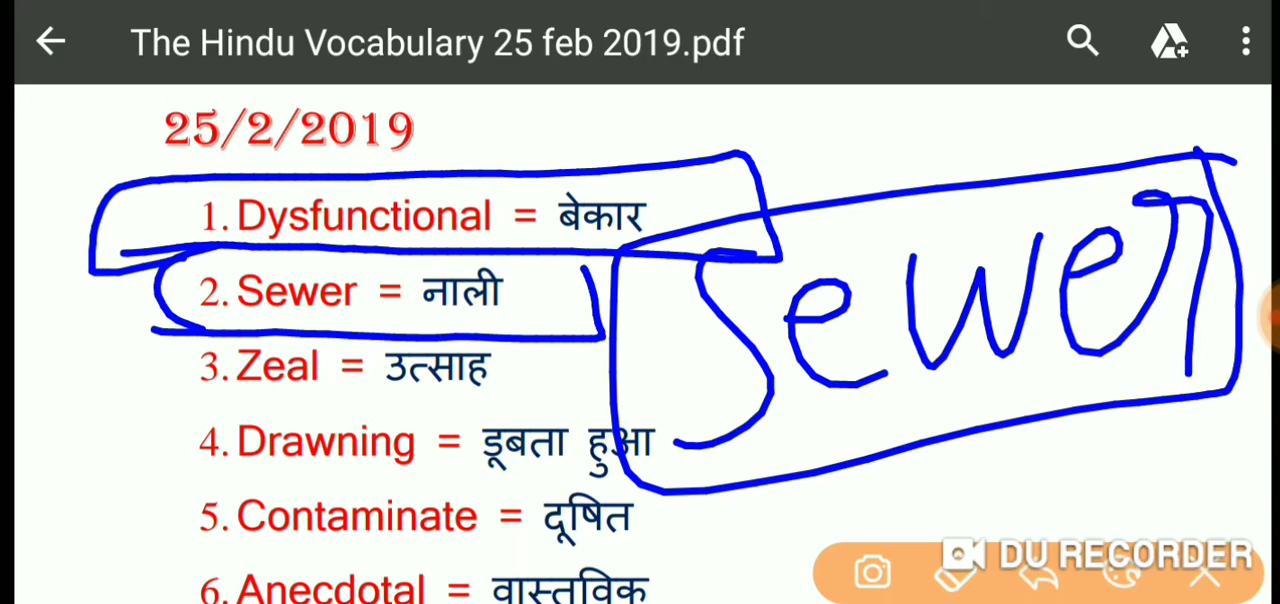 The Hindu Vocabulary 25 feb 2019.pdf
25/2/2019
1. Dysfunctional = बेकार
2. Sewer = नाली
sewer
3. Zeal = उत्साह
4. Drawning = डूबता हुआ
5. Contaminate = दूषित
6. Anecdotal = वास्तविक
DU RECORDER